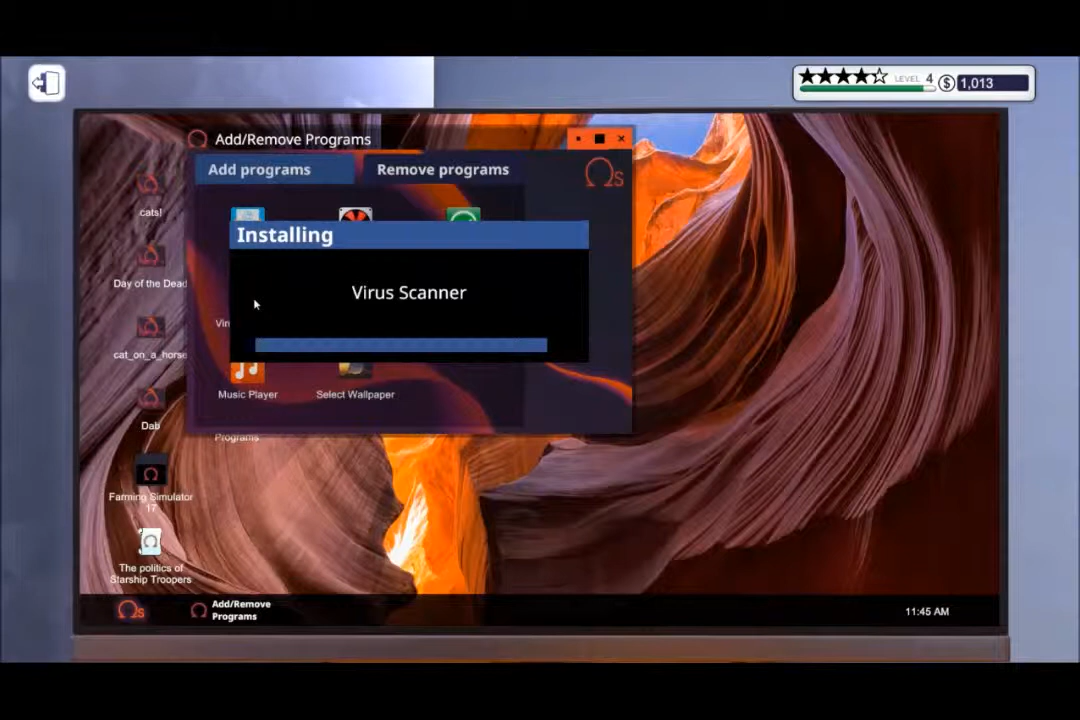 LEVEL 4
$ 1,013
Add/Remove Programs
Add programs
Remove programs
s
cats!
Installing
Day of the Dead
Virus Scanner
Vir
cat_on_a_horse
Music Player
Select Wallpaper
Dab
Programs
Farming Simulator
17
The politics of
Starship Troopers
s
Add/Remove
Programs
11:45 AM